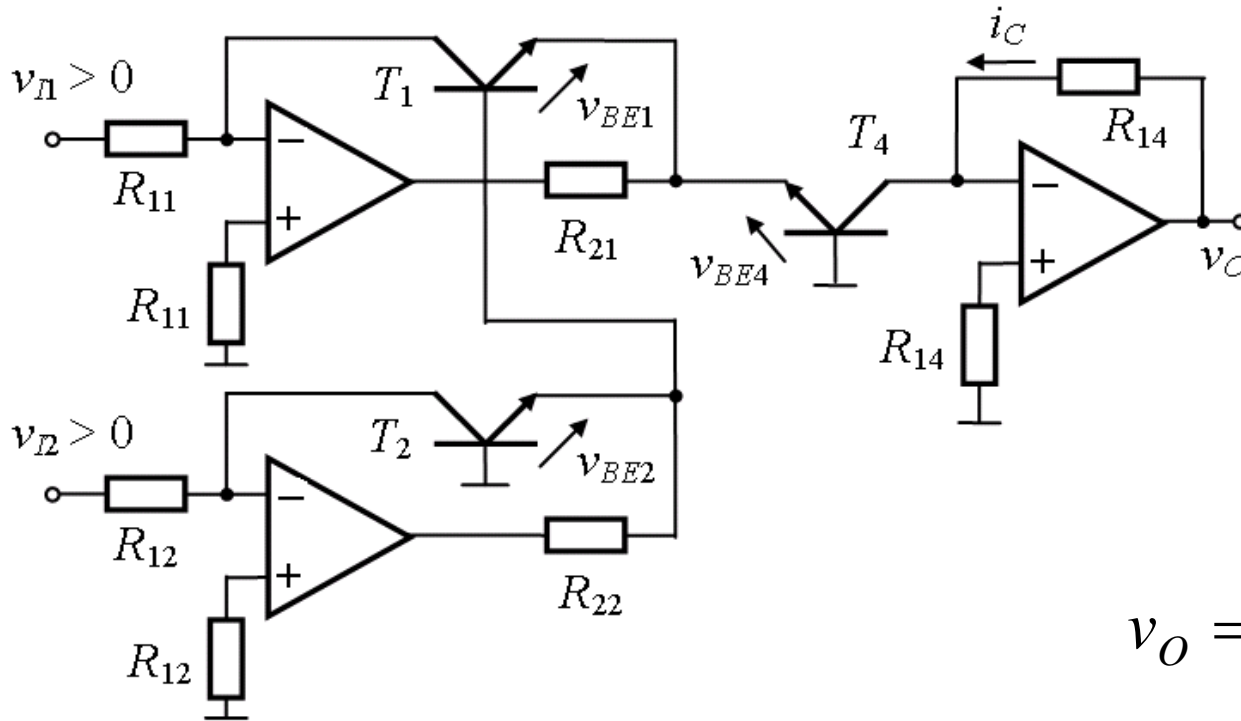 v_I1 > 0
R_11
R_11
T_1
v_BE1
R_21
−
+
v_BE4
T_4
i_C
R_14
−
+
R_14
v_O
v_I2 > 0
R_12
R_12
T_2
v_BE2
R_22
−
+
v_O =